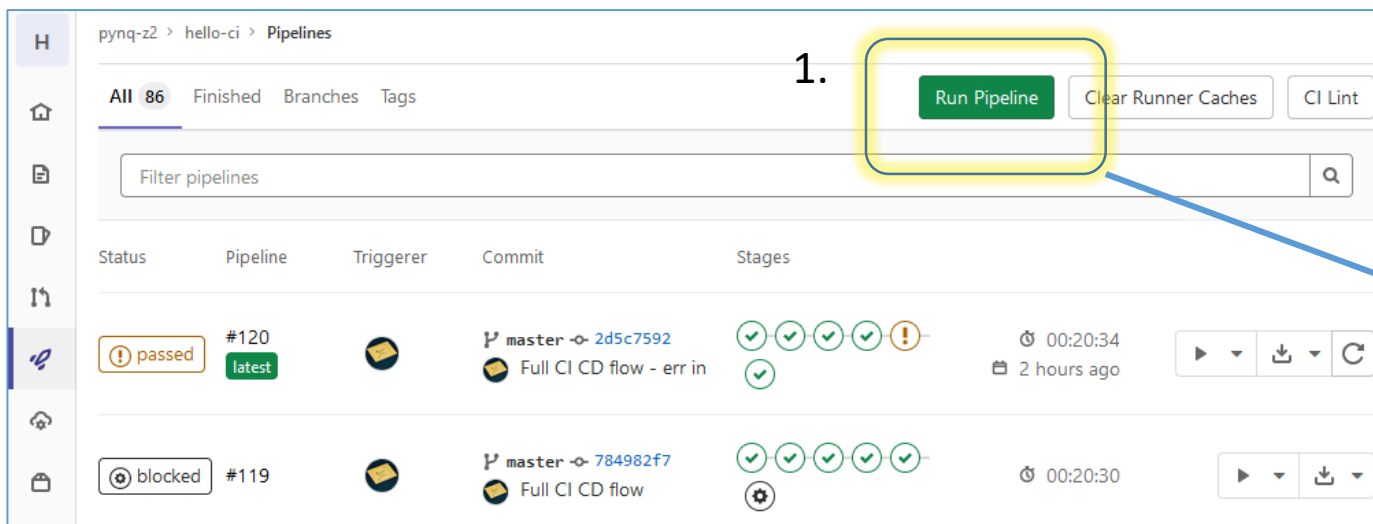 H
pynq-z2 > hello-ci > Pipelines
1.
All 86 Finished Branches Tags
Run Pipeline Clear Runner Caches CI Lint
Filter pipelines
Status Pipeline Triggerer Commit Stages
passed #120 master 2d5c7592 00:20:34
latest Full CI CD flow - err in 2 hours ago
blocked #119 master 784982f7 00:20:30
Full CI CD flow